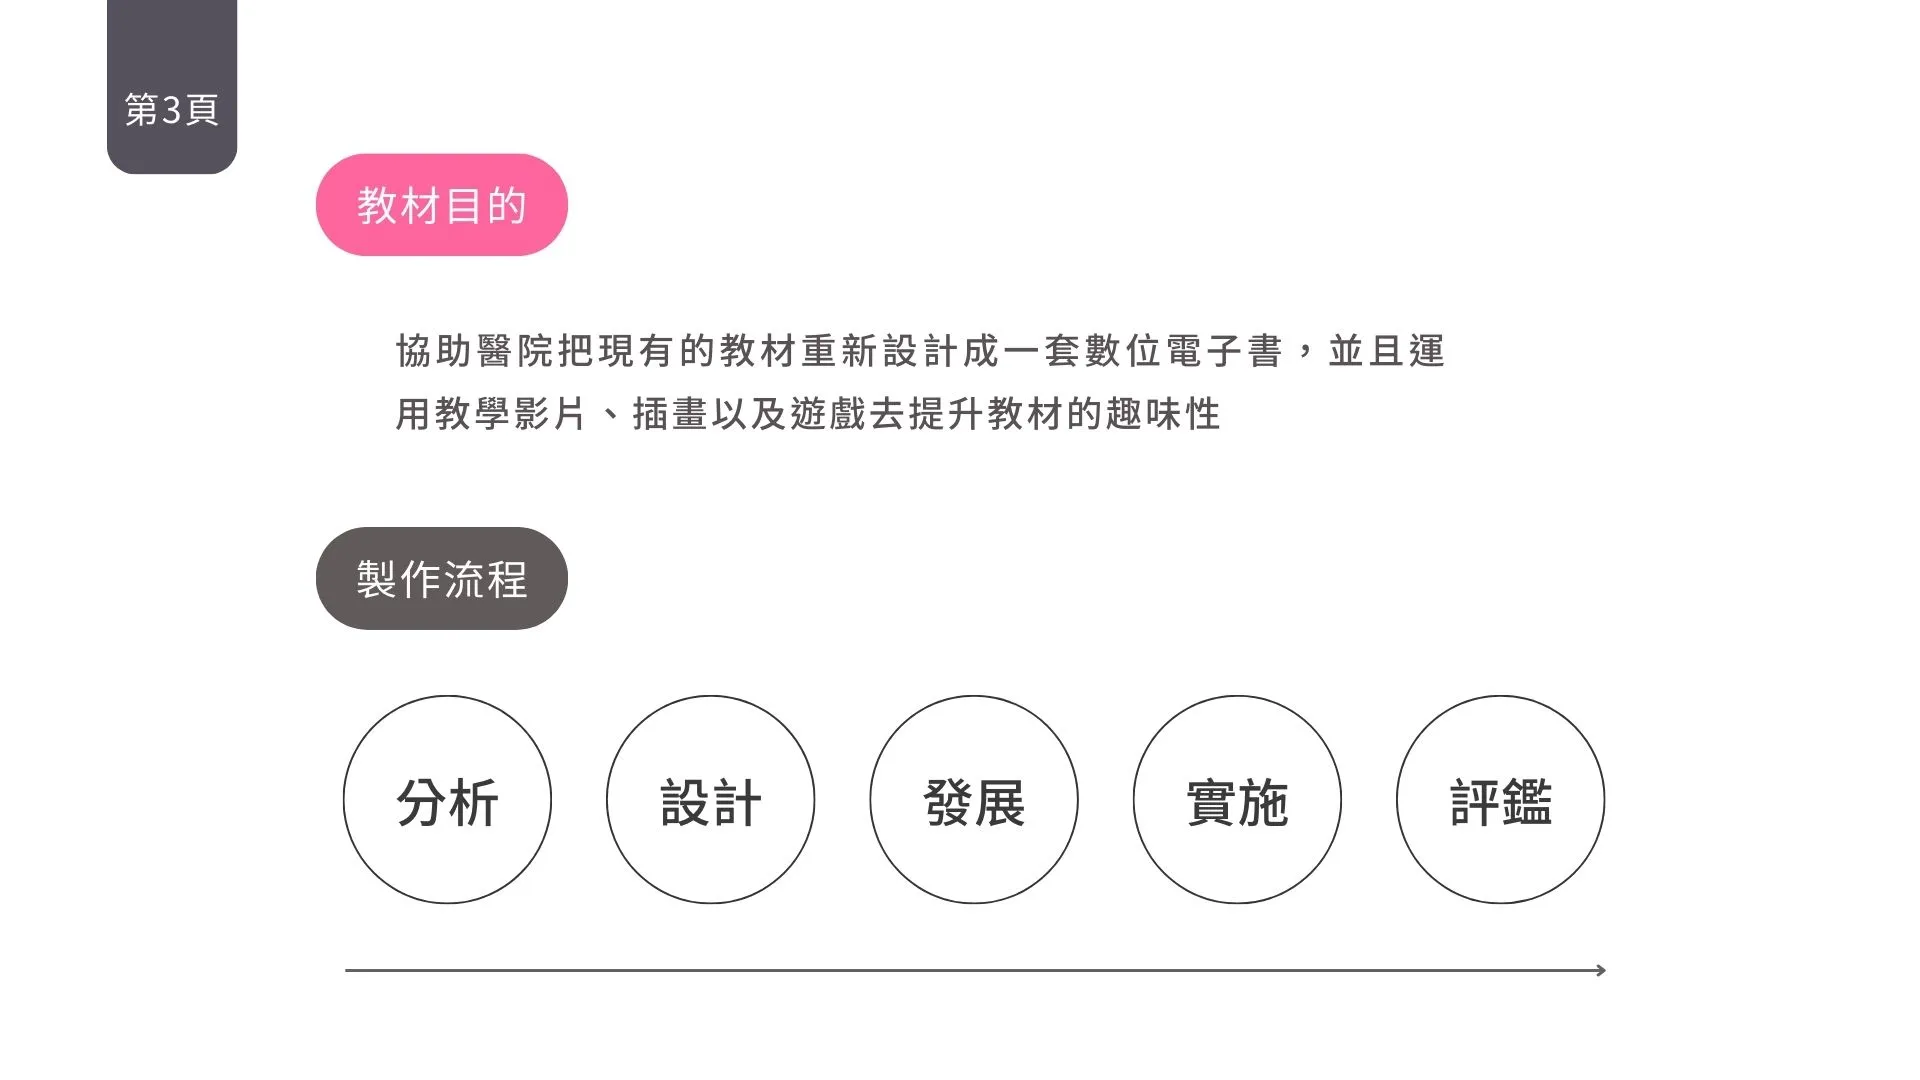 第3頁
教材目的
協助醫院把現有的教材重新設計成一套數位電子書，並且運
用教學影片、插畫以及遊戲去提升教材的趣味性
製作流程
分析
設計
發展
實施
評鑑